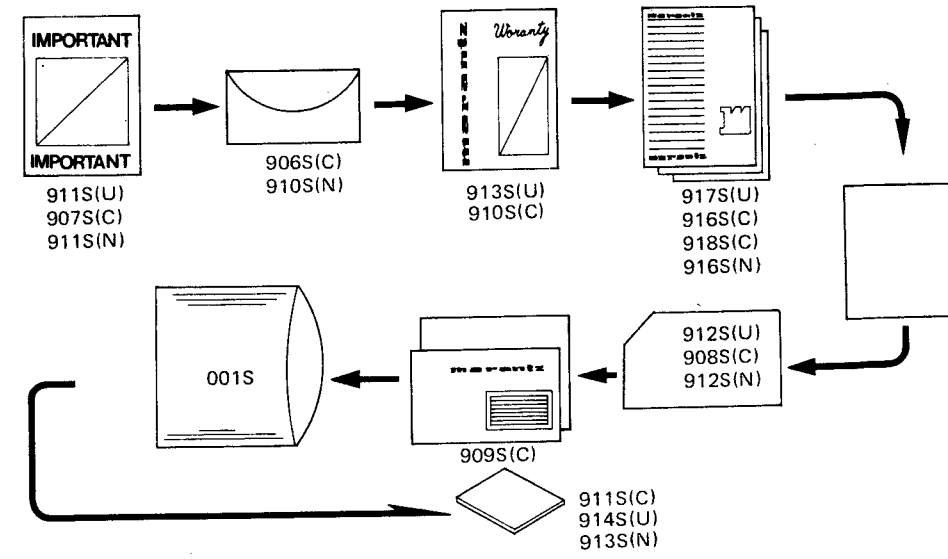 IMPORTANT
IMPORTANT
911S(U)
907S(C)
911S(N)
906S(C)
910S(N)
Woranty
marantz
913S(U)
910S(C)
marantz
marantz
917S(U)
916S(C)
918S(C)
916S(N)
912S(U)
908S(C)
912S(N)
marantz
909S(C)
001S
911S(C)
914S(U)
913S(N)